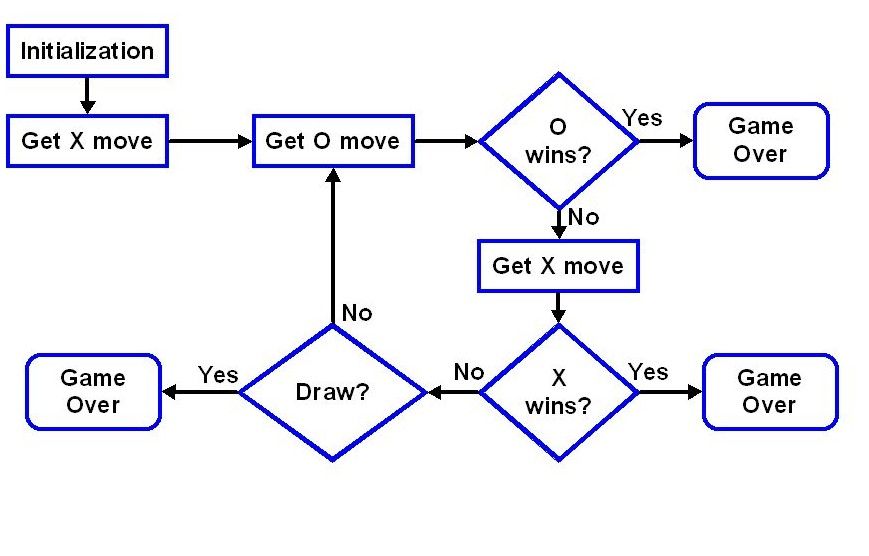 Initialization
Get X move
Get O move
O
wins?
Yes
Game
Over
No
Get X move
X
wins?
Yes
Game
Over
No
Draw?
No
Yes
Game
Over